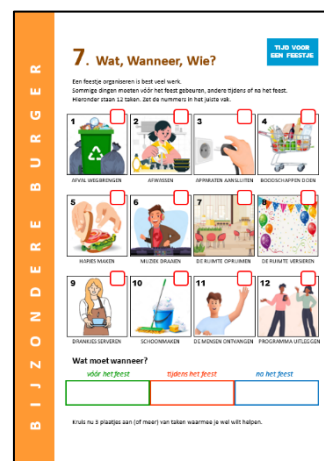 BIJZONDERE BURGER
7. Wat, Wanneer, Wie?
TIJD VOOR
EEN FEESTJE
Een feestje organiseren is best veel werk.
Sommige dingen moeten vóór het feest gebeuren, andere tijdens of na het feest.
Hieronder staan 12 taken. Zet de nummers in het juiste vak.
1 2 3 4
AFVAL WEGBRENGEN AFWASSEN APPARATEN AANSLUITEN BOODSCHAPPEN DOEN
5 6 7 8
HAPJES MAKEN MUZIEK DRAAIEN DE RUIMTE OPRUIMEN DE RUIMTE VERSIEREN
9 10 11 12
DRANKJES SERVEREN SCHOONMAKEN DE MENSEN ONTVANGEN PROGRAMMA UITLEGGEN
Wat moet wanneer?
vóór het feest tijdens het feest na het feest
Kruis nu 3 plaatjes aan (of meer) van taken waarmee je wel wilt helpen.